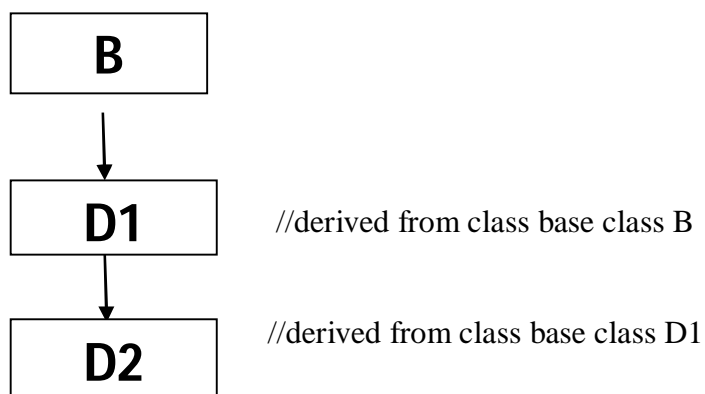 B
D1
//derived from class base class B
D2
//derived from class base class D1